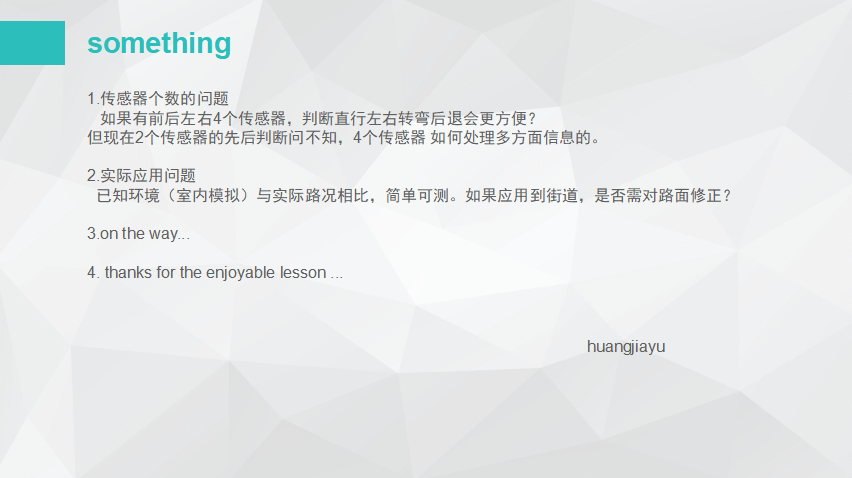 something
1.传感器个数的问题
如果有前后左右4个传感器，判断直行左右转弯后退会更方便？
但现在2个传感器的先后判断问不知，4个传感器 如何处理多方面信息的。
2.实际应用问题
已知环境（室内模拟）与实际路况相比，简单可测。如果应用到街道，是否需对路面修正？
3.on the way...
4. thanks for the enjoyable lesson ...
huangjiayu